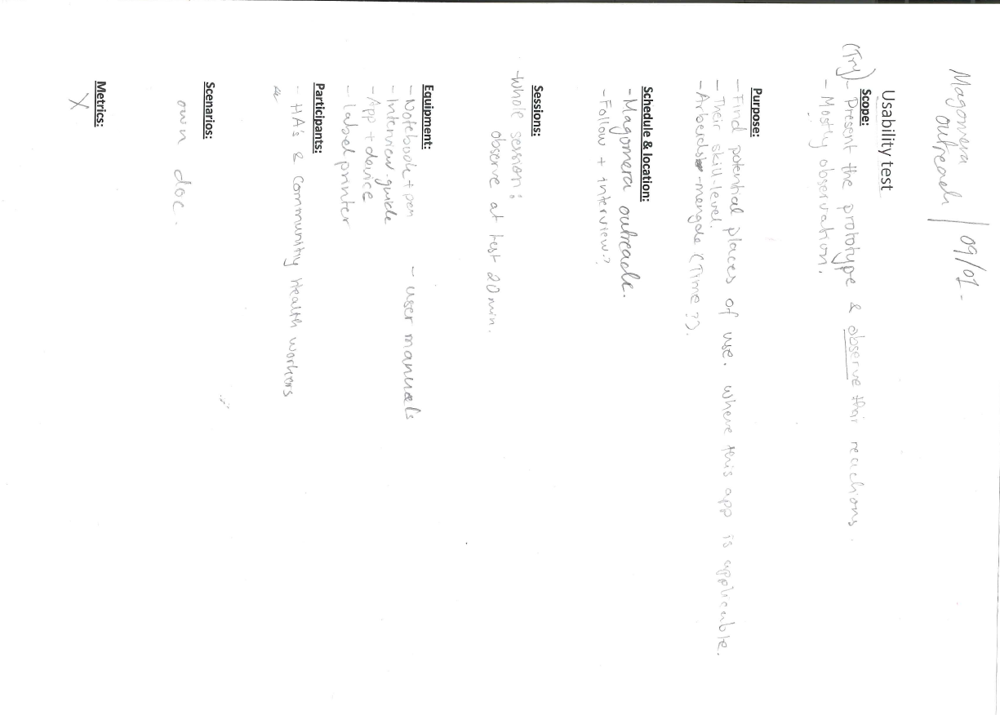 Magomera
outreach / 09/01-
Usability test
Scope:
(Try) - Present the prototype & observe their reactions.
- Mostly observation.
Purpose:
- Find potential places of use. Where this app is applicable.
- Their skill-level.
- Arbeids-mengde (Time??).
Schedule & location:
- Magomera outreach.
- Follow + interview?
Sessions:
- Whole session:
observe at test 20 min.
Equipment:
- Notebook + pen - user manuals
- Interview-guide
- App + device
- Label printer
Participants:
- HA's & Community Health workers
Scenarios:
own doc.
Metrics:
X